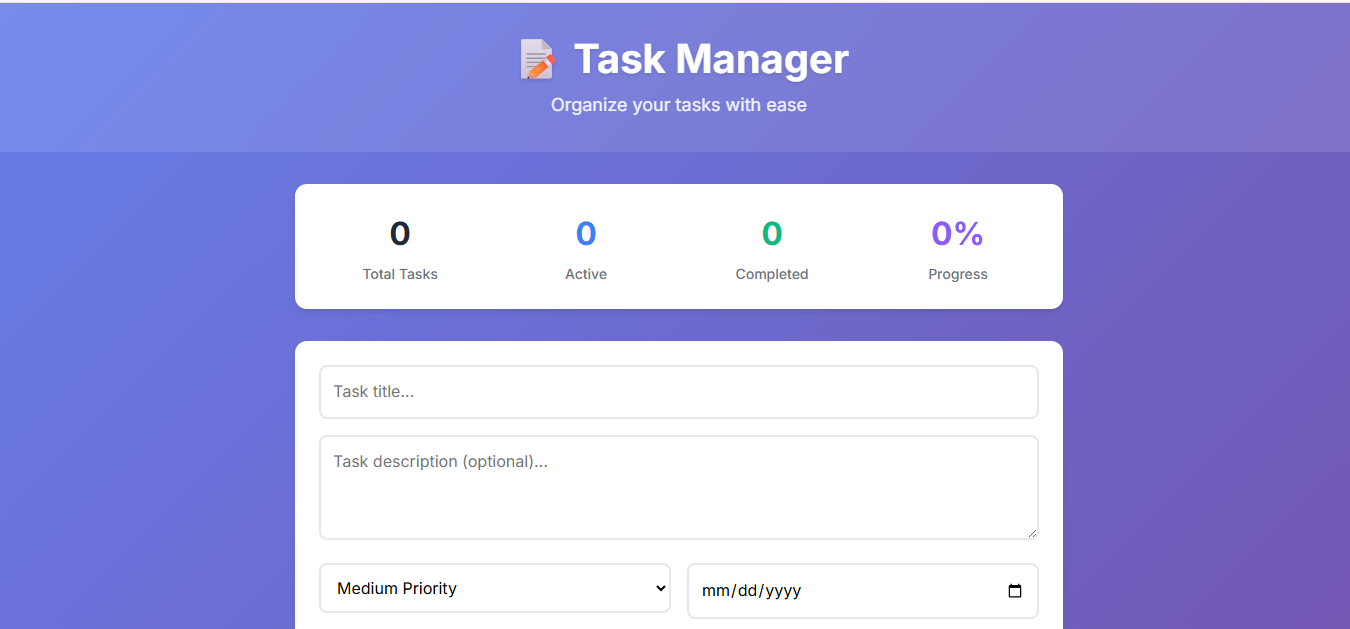 Task Manager
Organize your tasks with ease
0 0 0 0%
Total Tasks Active Completed Progress
Task title...
Task description (optional)...
Medium Priority mm/dd/yyyy